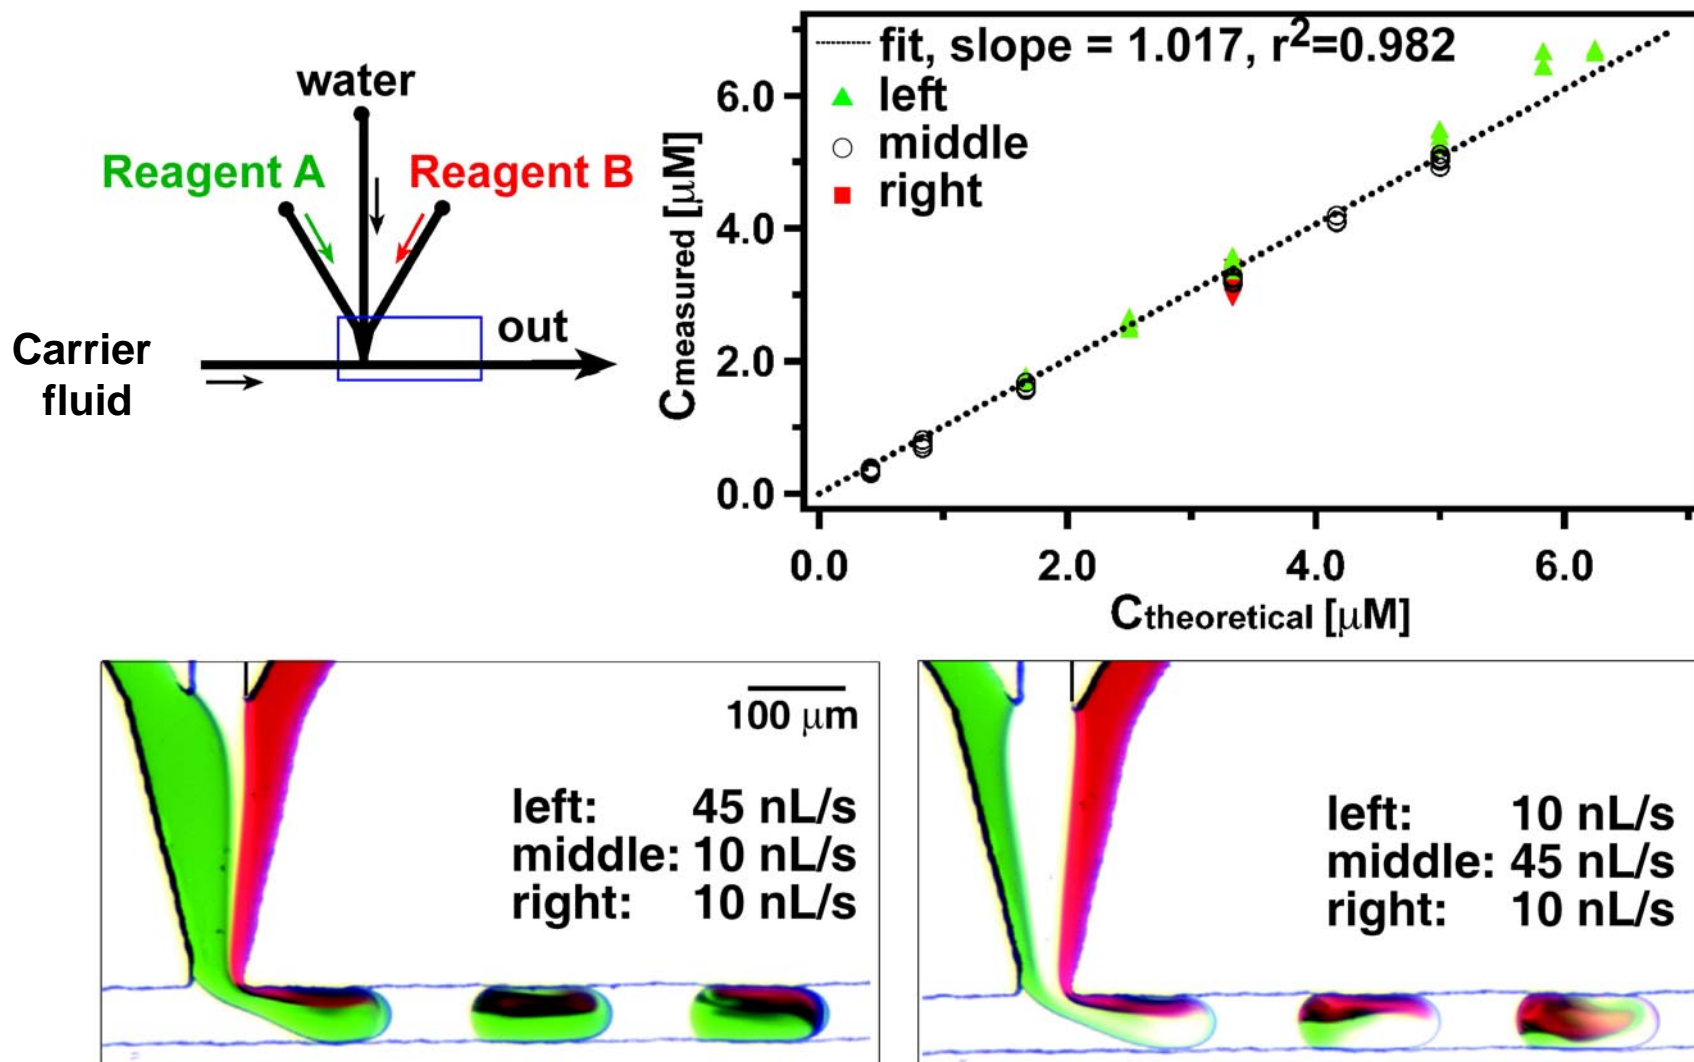 water
Reagent A
Reagent B
out
Carrier
fluid
fit, slope = 1.017, r²=0.982
left
middle
right
Cmeasured [μM]
6.0
4.0
2.0
0.0
0.0 2.0 4.0 6.0
Ctheoretical [μM]
100 μm
left: 45 nL/s
middle: 10 nL/s
right: 10 nL/s
left: 10 nL/s
middle: 45 nL/s
right: 10 nL/s